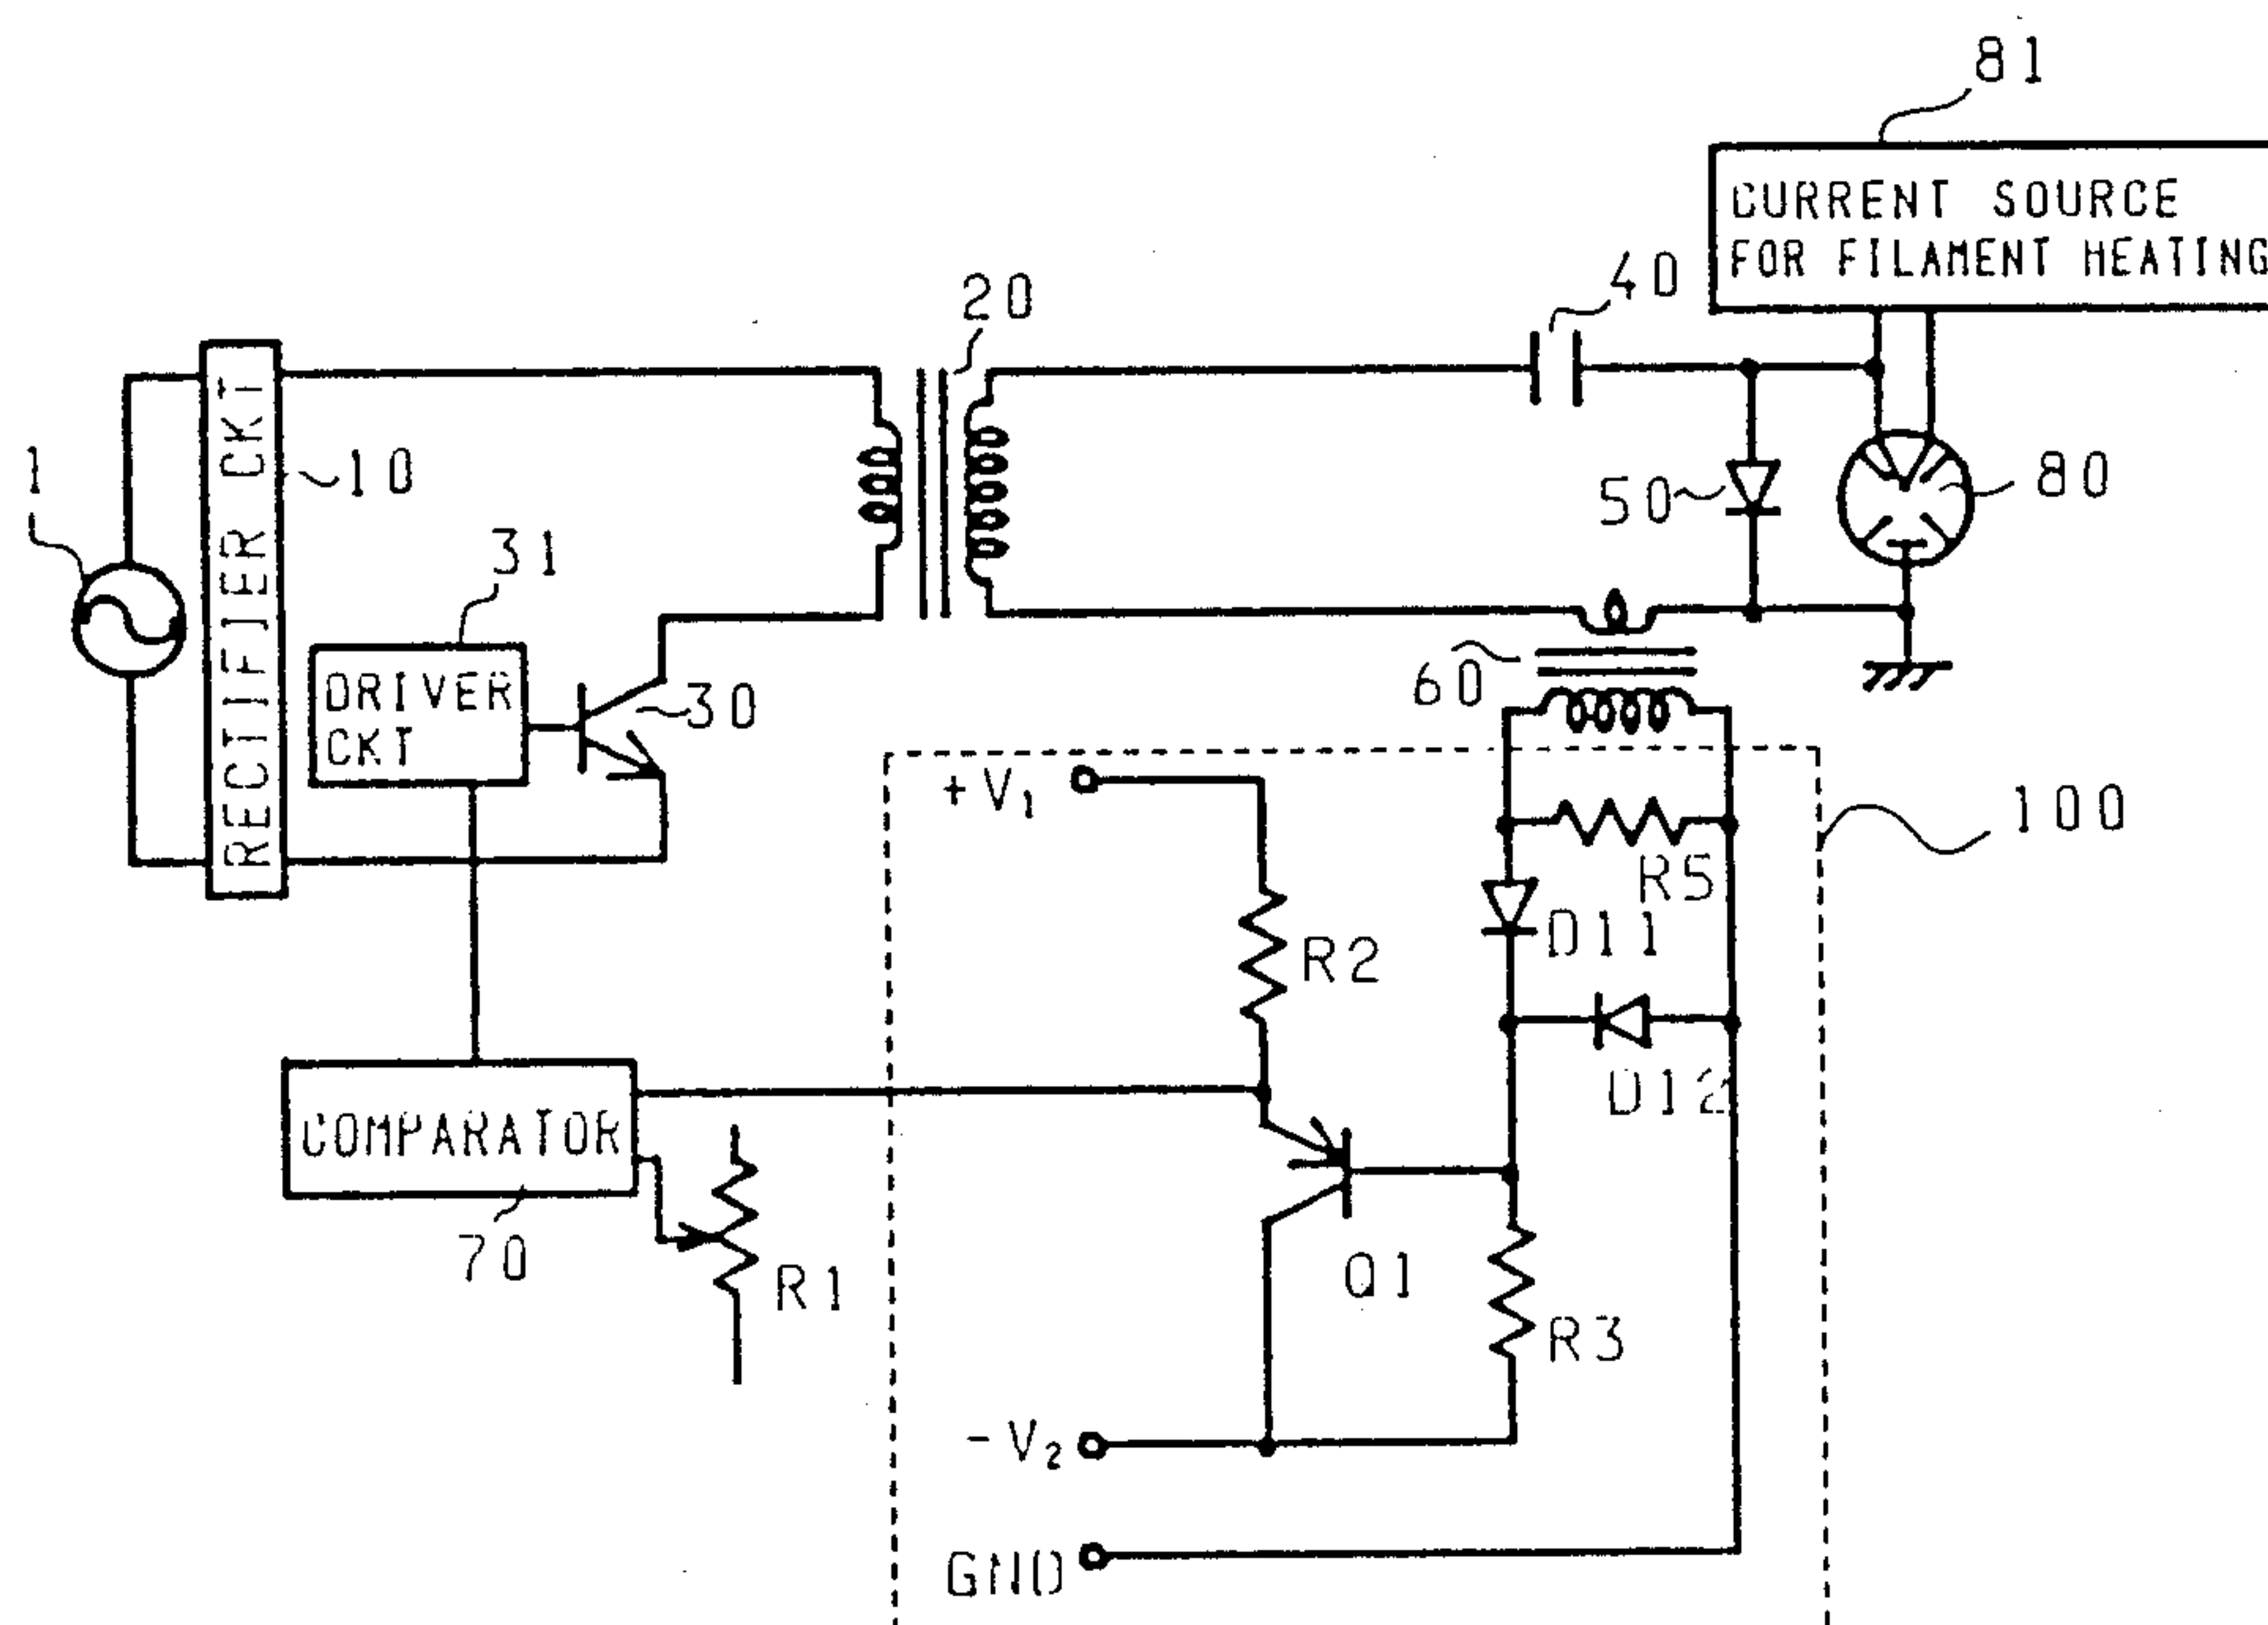 81
CURRENT SOURCE
FOR FILAMENT HEATING
40
20
1
RECTIFIER CKT
10
50
80
31
DRIVER
CKT
30
60
+V₁
100
R5
D11
R2
D12
COMPARATOR
70
R1
Q1
R3
-V₂
GND